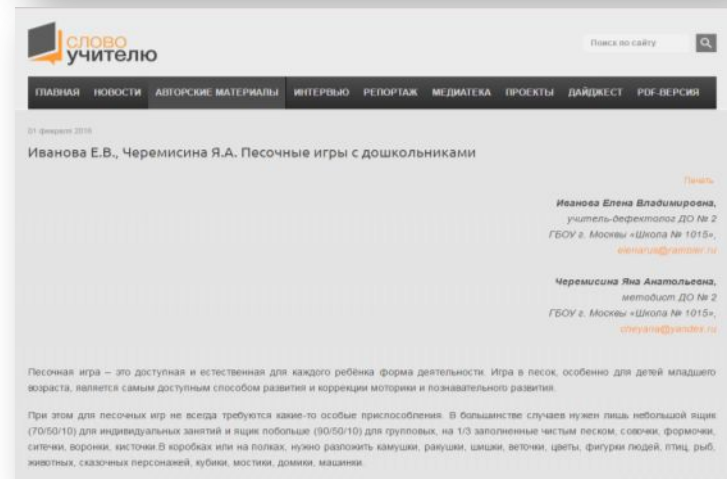 слово
учителю
Поиск по сайту
ГЛАВНАЯ НОВОСТИ АВТОРСКИЕ МАТЕРИАЛЫ ИНТЕРВЬЮ РЕПОРТАЖ МЕДИАТЕКА ПРОЕКТЫ ДАЙДЖЕСТ PDF-ВЕРСИЯ
01 февраля 2016
Иванова Е.В., Черемисина Я.А. Песочные игры с дошкольниками
Печать
Иванова Елена Владимировна,
учитель-дефектолог ДО № 2
ГБОУ г. Москвы «Школа № 1015»,
elenarus@rambler.ru
Черемисина Яна Анатольевна,
методист ДО № 2
ГБОУ г. Москвы «Школа № 1015»,
cheyana@yandex.ru
Песочная игра – это доступная и естественная для каждого ребёнка форма деятельности. Игра в песок, особенно для детей младшего
возраста, является самым доступным способом развития и коррекции моторики и познавательного развития.
При этом для песочных игр не всегда требуются какие-то особые приспособления. В большинстве случаев нужен лишь небольшой ящик
(70/50/10) для индивидуальных занятий и ящик побольше (90/50/10) для групповых, на 1/3 заполненные чистым песком, совочки, формочки,
ситечки, воронки, кисточки.В коробках или на полках, нужно разложить камушки, ракушки, шишки, веточки, цветы, фигурки людей, птиц, рыб,
животных, сказочных персонажей, кубики, мостики, домики, машинки.